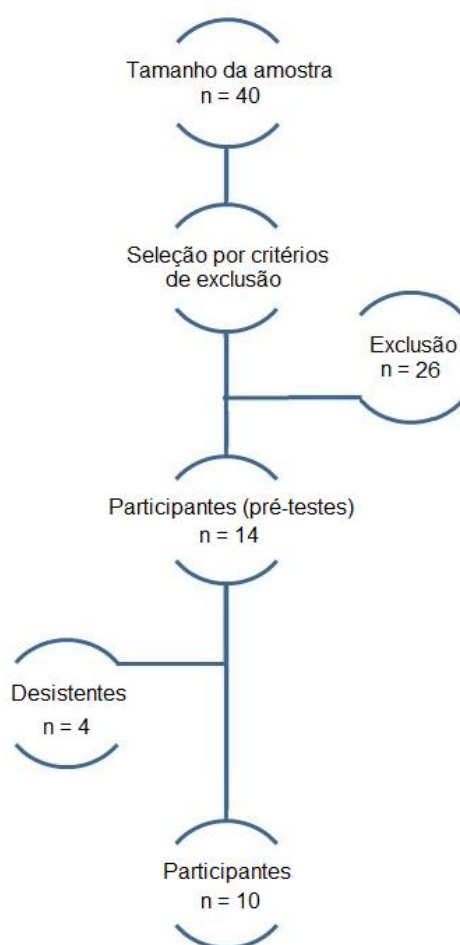 Tamanho da amostra
n = 40
Seleção por critérios
de exclusão
Exclusão
n = 26
Participantes (pré-testes)
n = 14
Desistentes
n = 4
Participantes
n = 10